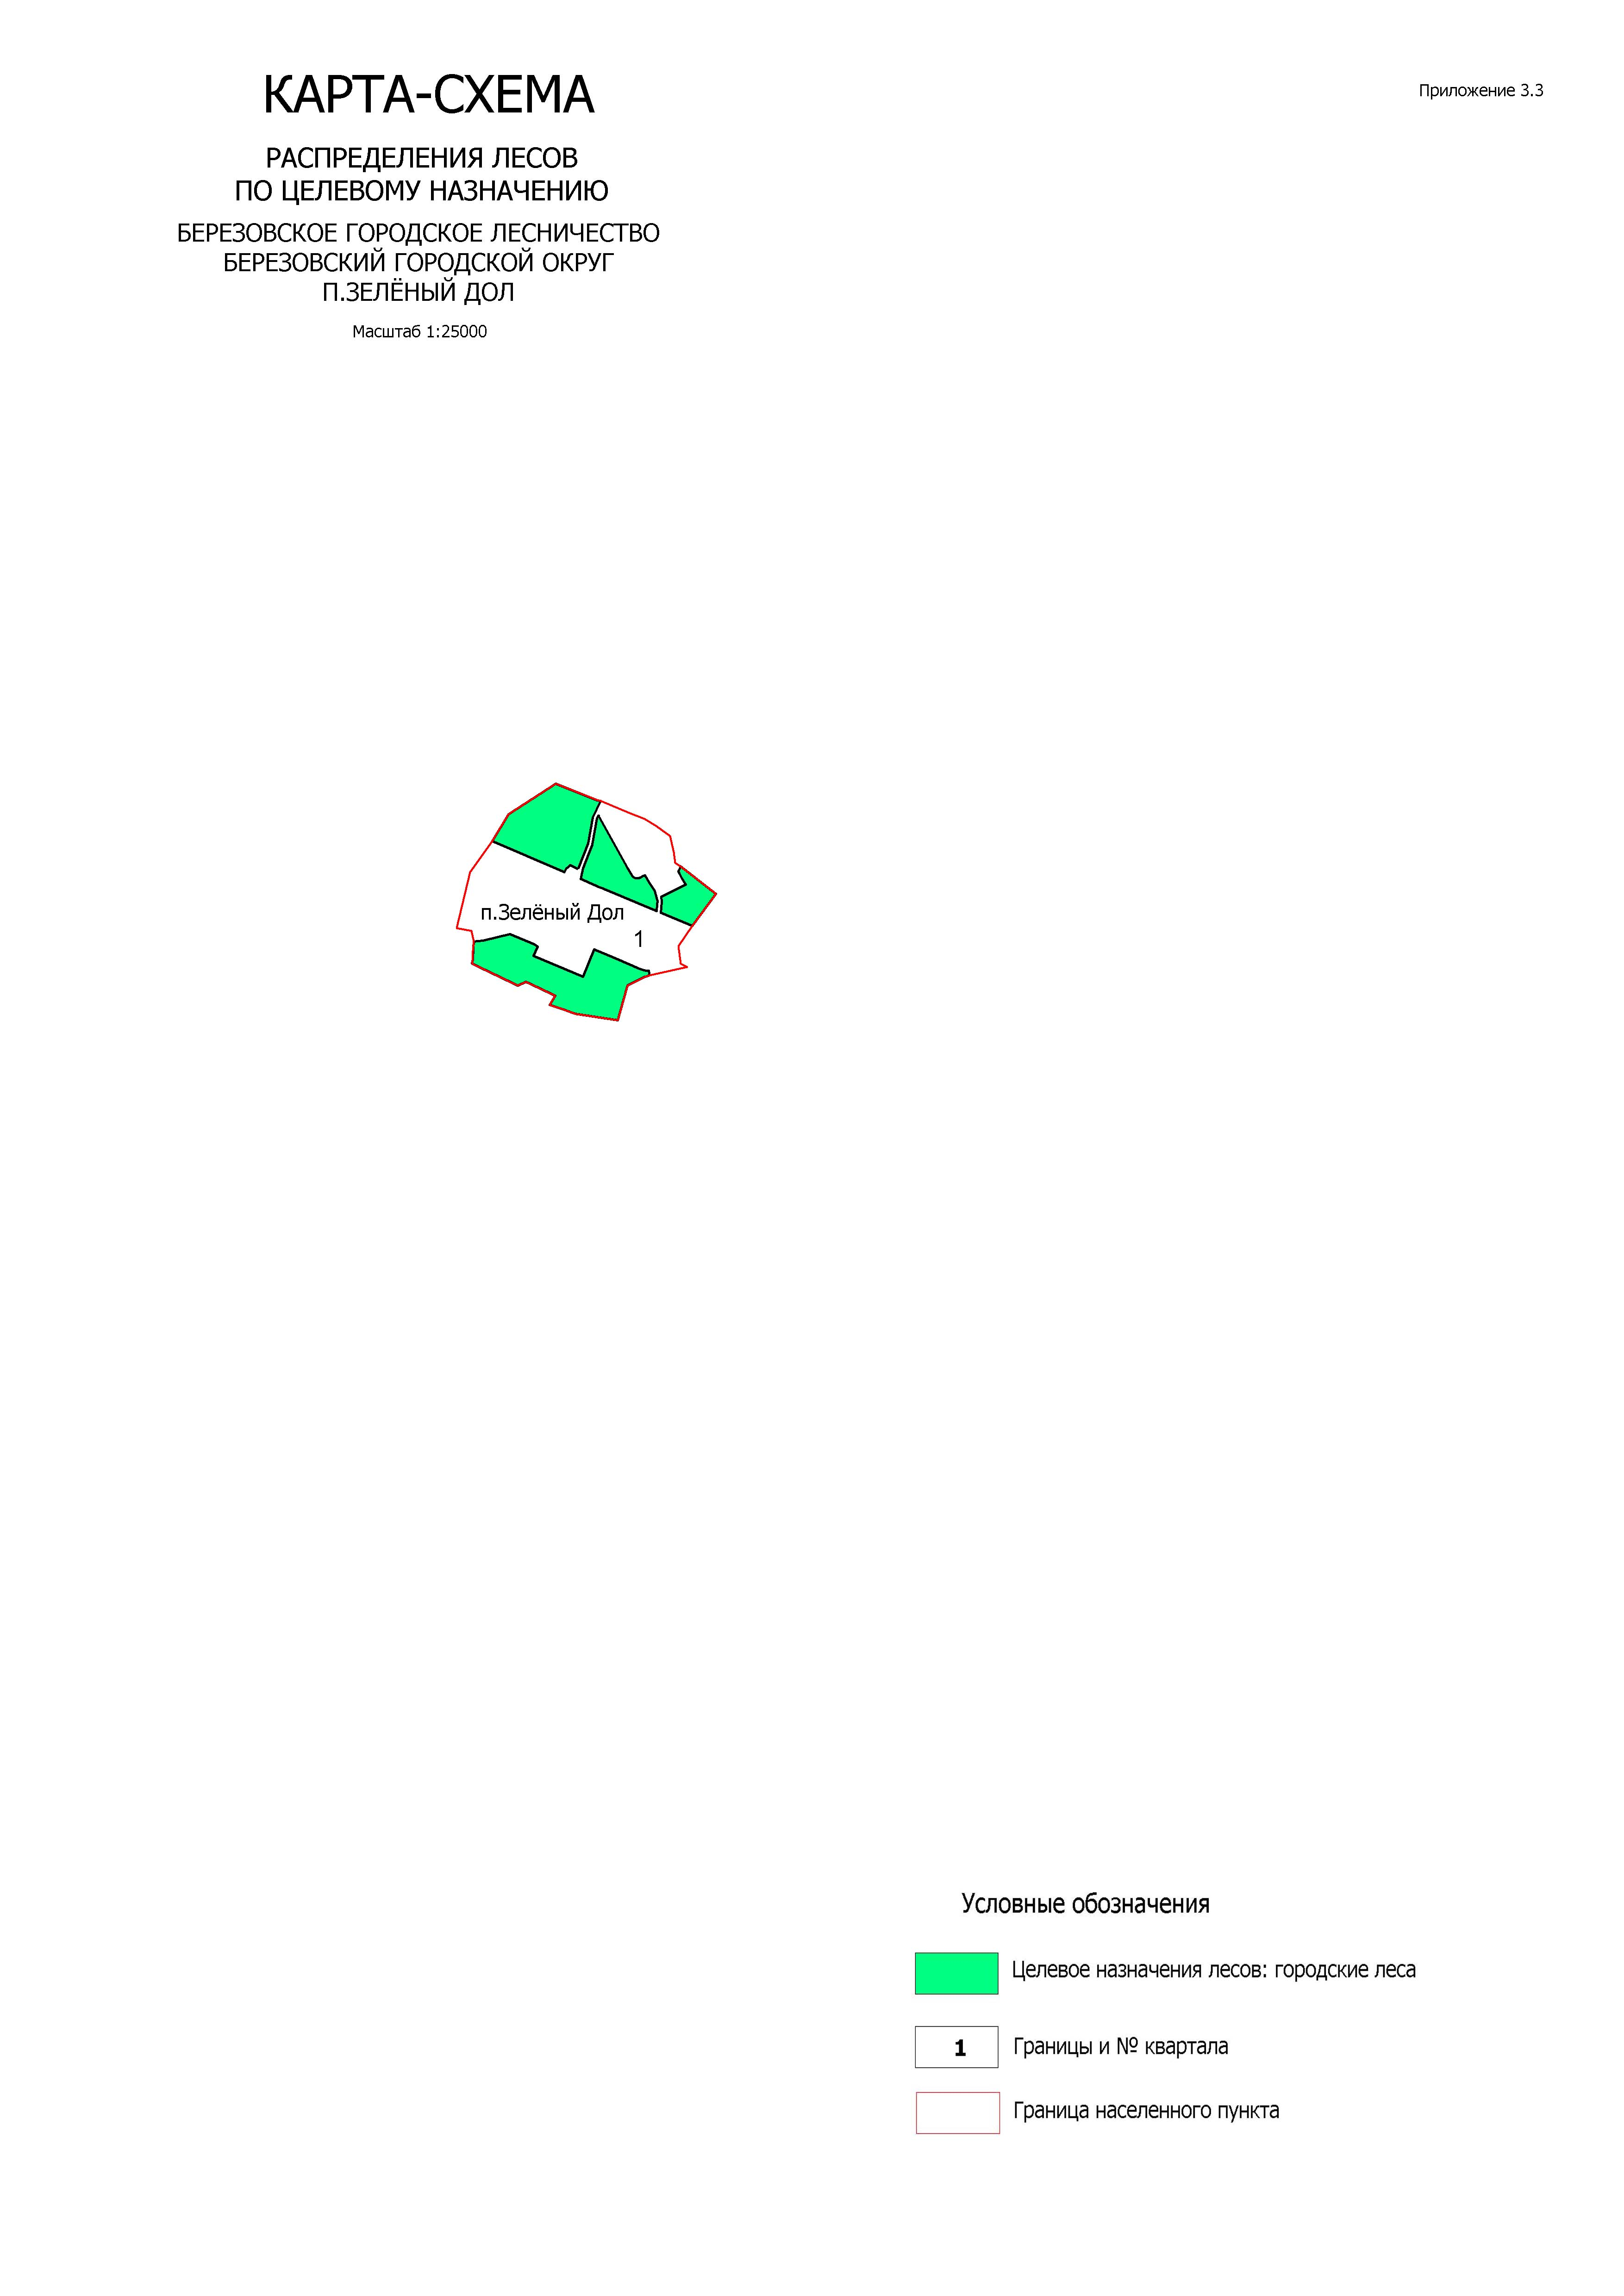 КАРТА-СХЕМА
Приложение 3.3
РАСПРЕДЕЛЕНИЯ ЛЕСОВ
ПО ЦЕЛЕВОМУ НАЗНАЧЕНИЮ
БЕРЕЗОВСКОЕ ГОРОДСКОЕ ЛЕСНИЧЕСТВО
БЕРЕЗОВСКИЙ ГОРОДСКОЙ ОКРУГ
П.ЗЕЛЁНЫЙ ДОЛ
Масштаб 1:25000
п.Зелёный Дол
1
Условные обозначения
Целевое назначения лесов: городские леса
1 Границы и № квартала
Граница населенного пункта